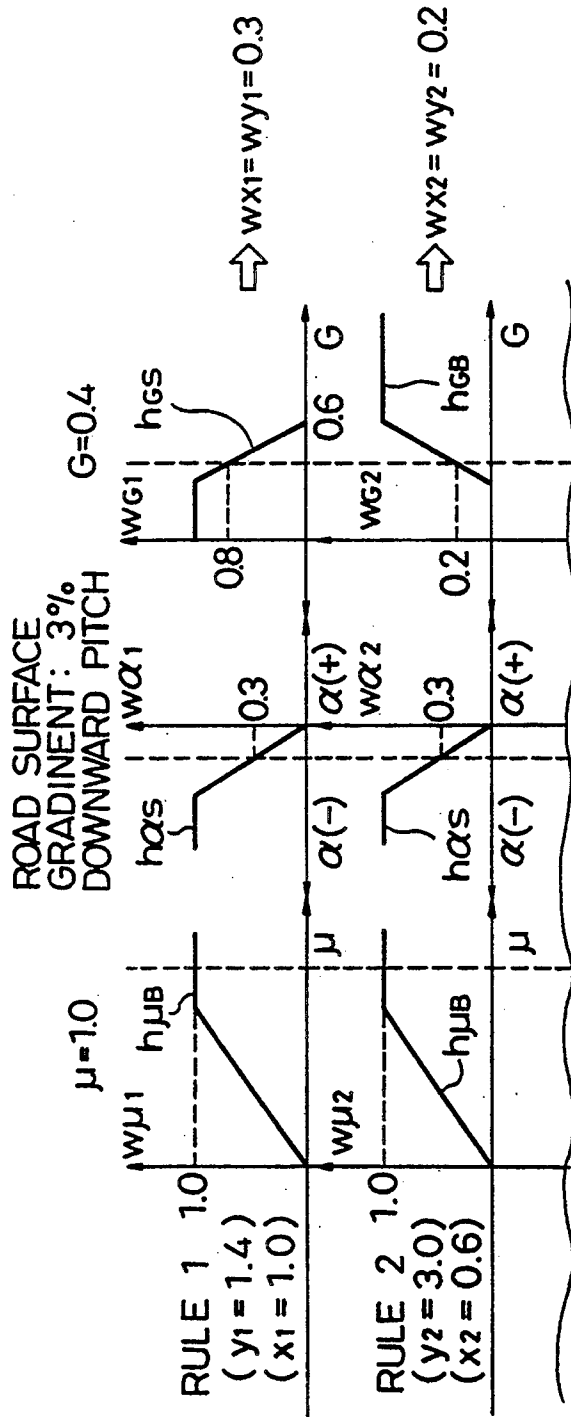 ROAD SURFACE
GRADINENT: 3%
DOWNWARD PITCH
μ=1.0
G=0.4
RULE 1
(y1 = 1.4)
(x1 = 1.0)
wμ1
1.0
hμB
μ
hαS
wα1
0.3
α(-)
α(+)
wG1
0.8
hGS
0.6
G
⇨ wx1 = wy1 = 0.3
RULE 2
(y2 = 3.0)
(x2 = 0.6)
wμ2
1.0
hμB
μ
hαS
wα2
0.3
α(-)
α(+)
wG2
0.2
hGB
G
⇨ wx2 = wy2 = 0.2